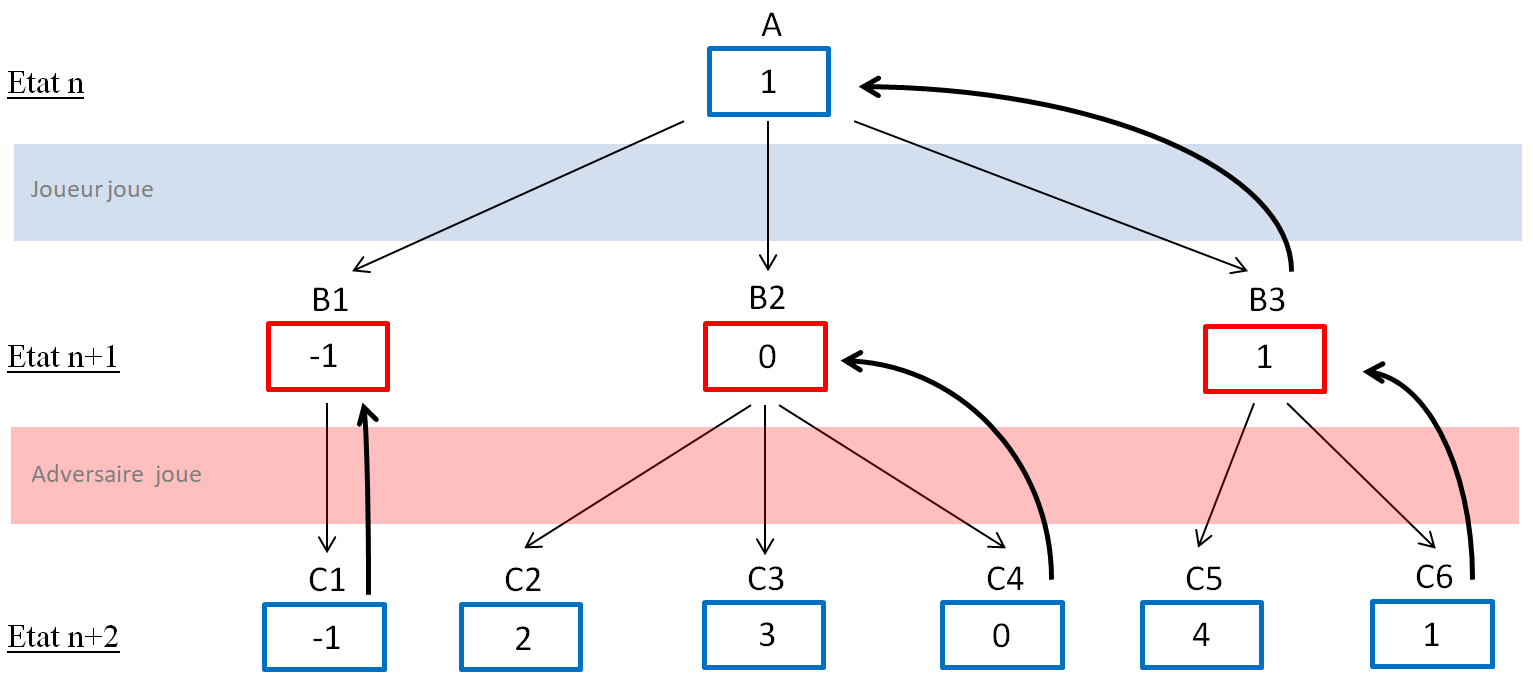 A
Etat n
1
Joueur joue
B1
B2
B3
Etat n+1
-1
0
1
Adversaire joue
C1
C2
C3
C4
C5
C6
Etat n+2
-1
2
3
0
4
1